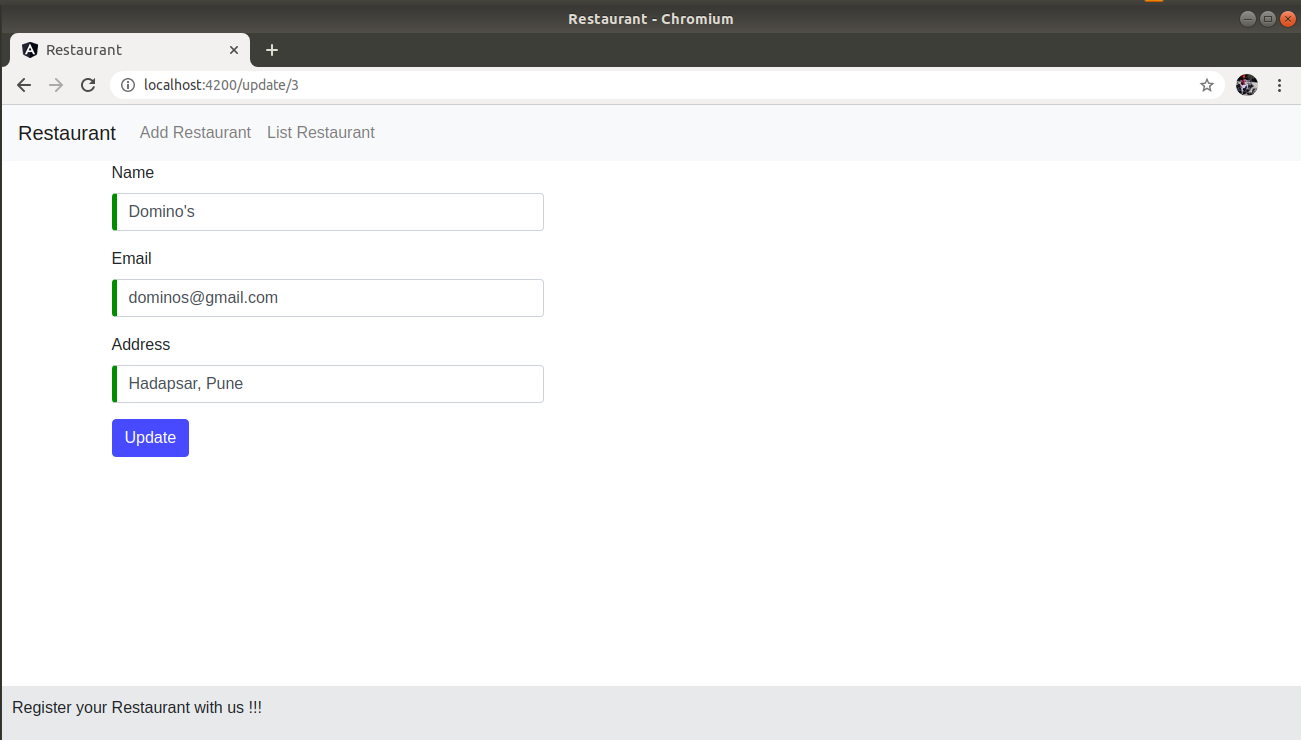 Restaurant - Chromium
Restaurant
localhost:4200/update/3
Restaurant Add Restaurant List Restaurant
Name
Domino's
Email
dominos@gmail.com
Address
Hadapsar, Pune
Update
Register your Restaurant with us !!!